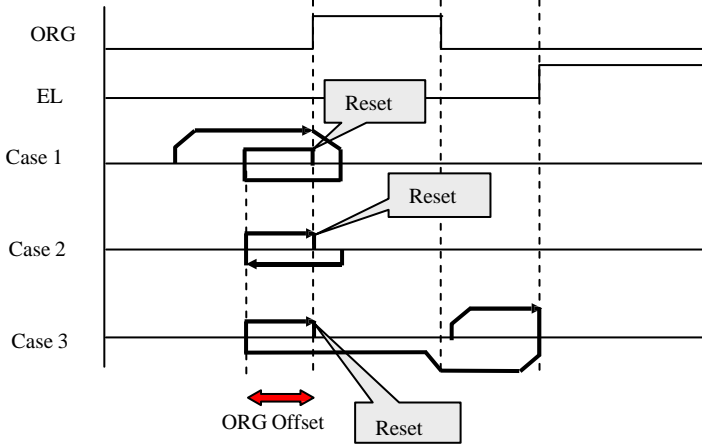 ORG
EL
Reset
Case 1
Reset
Case 2
Case 3
ORG Offset
Reset